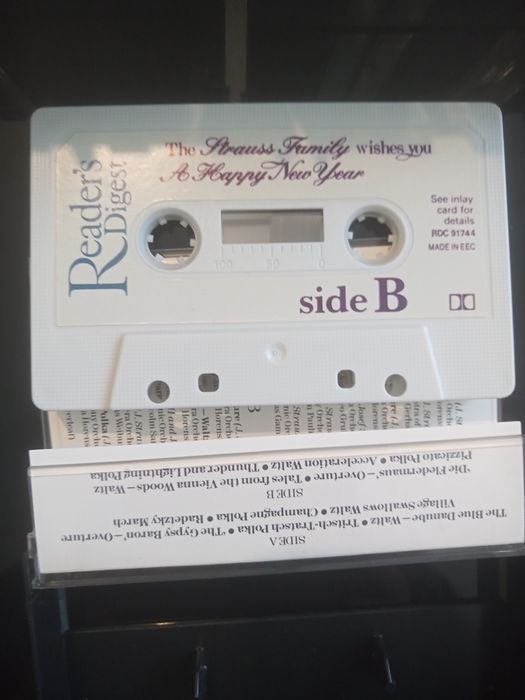 Reader's
Digest
The Strauss Family wishes you
A Happy New Year
See inlay
card for
details
RDC 91744
MADE IN EEC
100 50 0
side B
SIDE A
The Blue Danube – Waltz • Tritsch-Tratsch Polka • 'The Gypsy Baron' – Overture
Village Swallows Waltz • Champagne Polka • Radetzky March
SIDE B
'Die Fledermaus' – Overture • Tales from the Vienna Woods – Waltz
Pizzicato Polka • Acceleration Waltz • Thunder and Lightning Polka